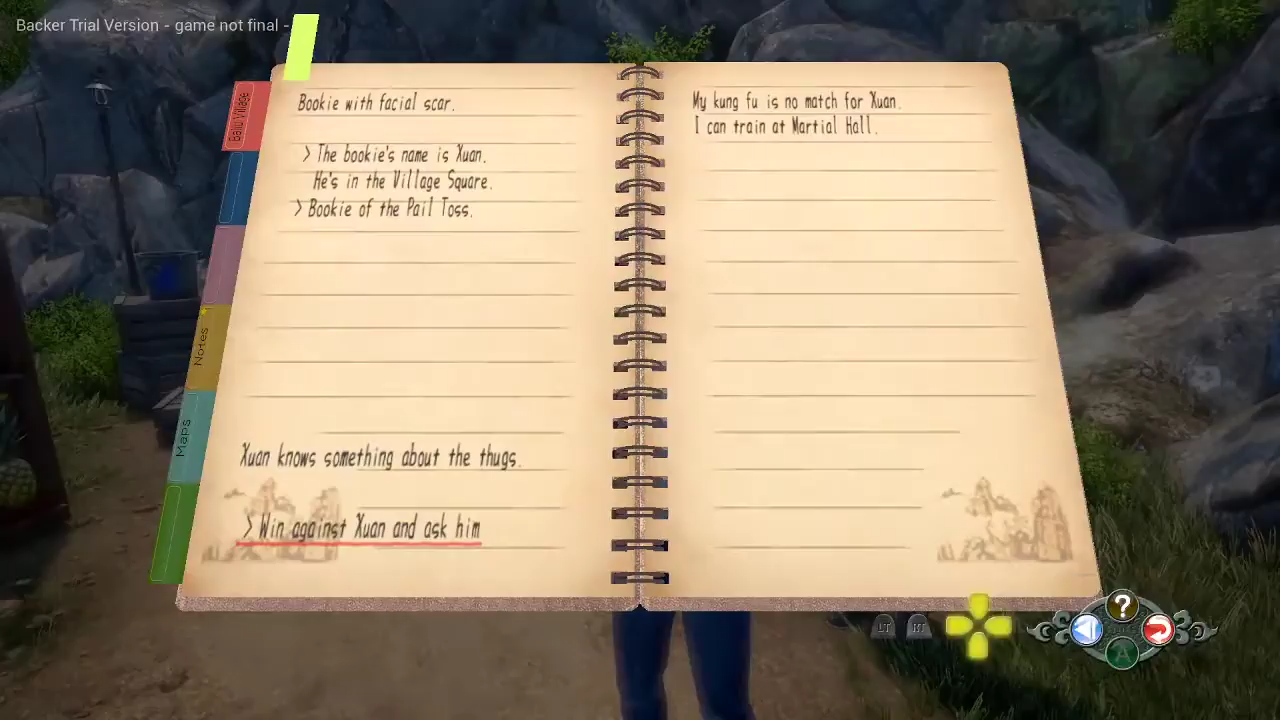 Backer Trial Version - game not final -
Bailu Village
Notes
Maps
Bookie with facial scar.
> The bookie's name is Xuan.
He's in the Village Square.
> Bookie of the Pail Toss.
Xuan knows something about the thugs.
> Win against Xuan and ask him
My kung fu is no match for Xuan.
I can train at Martial Hall.
LT
RT
?
A